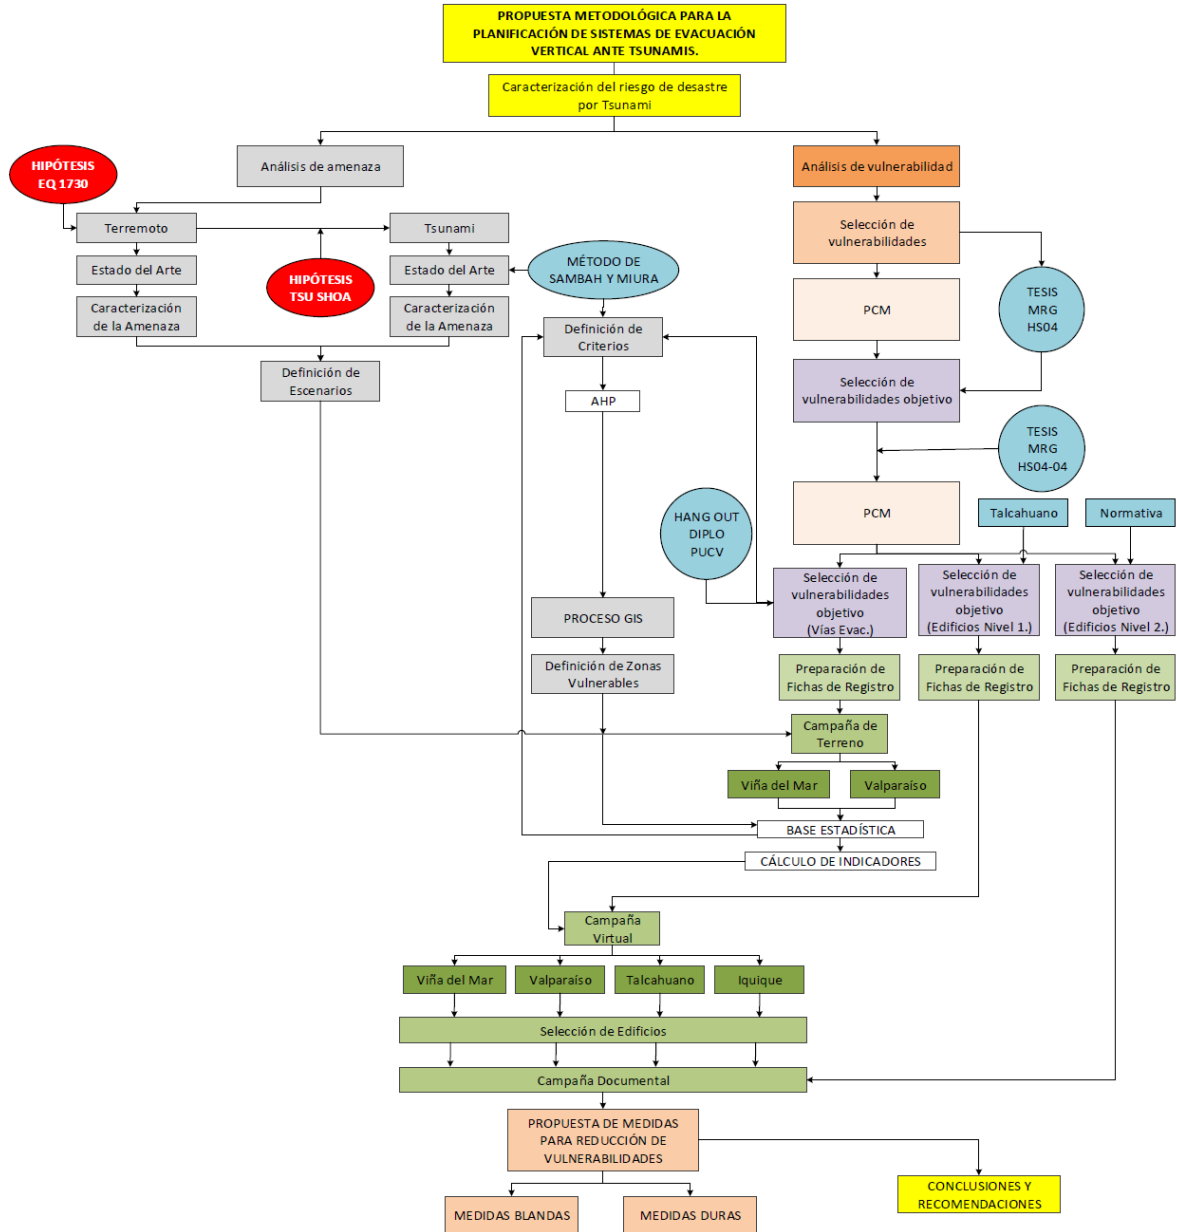 PROPUESTA METODOLÓGICA PARA LA
PLANIFICACIÓN DE SISTEMAS DE EVACUACIÓN
VERTICAL ANTE TSUNAMIS.
Caracterización del riesgo de desastre
por Tsunami
Análisis de amenaza
Análisis de vulnerabilidad
HIPÓTESIS
EQ 1730
Terremoto
Tsunami
Selección de
vulnerabilidades
Estado del Arte
HIPÓTESIS
TSU SHOA
Estado del Arte
MÉTODO DE
SAMBAH Y MIURA
TESIS
MRG
HS04
Caracterización
de la Amenaza
Caracterización
de la Amenaza
PCM
Definición de
Criterios
Definición de
Escenarios
AHP
Selección de
vulnerabilidades objetivo
TESIS
MRG
HS04-04
HANG OUT
DIPLO
PUCV
PCM
Talcahuano
Normativa
Selección de
vulnerabilidades
objetivo
(Vías Evac.)
Selección de
vulnerabilidades
objetivo
(Edificios Nivel 1.)
Selección de
vulnerabilidades
objetivo
(Edificios Nivel 2.)
PROCESO GIS
Definición de Zonas
Vulnerables
Preparación de
Fichas de Registro
Preparación de
Fichas de Registro
Preparación de
Fichas de Registro
Campaña de
Terreno
Viña del Mar
Valparaíso
BASE ESTADÍSTICA
CÁLCULO DE INDICADORES
Campaña
Virtual
Viña del Mar
Valparaíso
Talcahuano
Iquique
Selección de Edificios
Campaña Documental
PROPUESTA DE MEDIDAS
PARA REDUCCIÓN DE
VULNERABILIDADES
CONCLUSIONES Y
RECOMENDACIONES
MEDIDAS BLANDAS
MEDIDAS DURAS